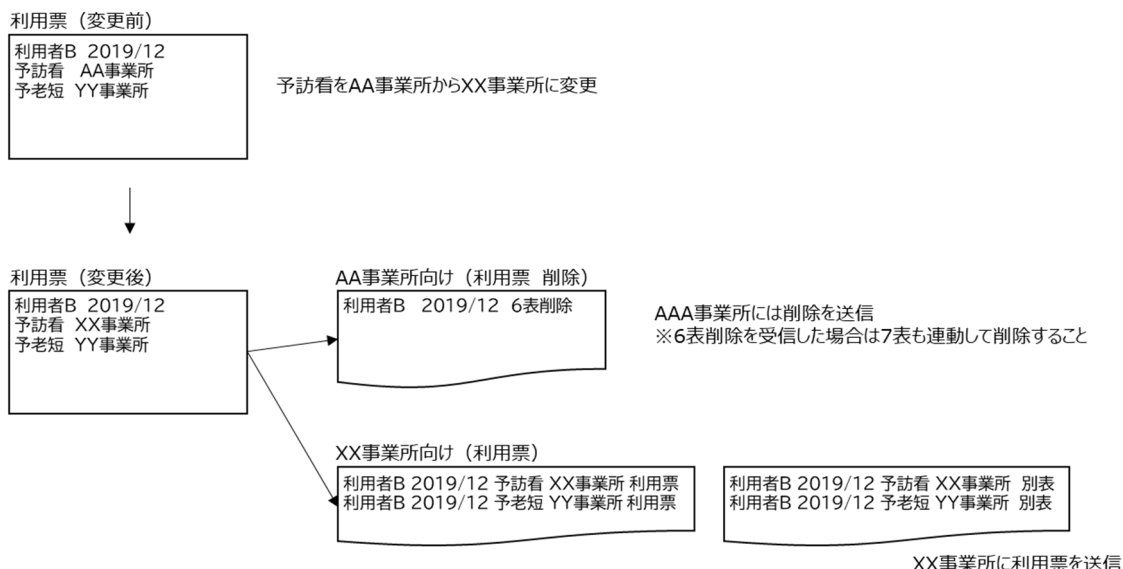 利用票（変更前）
利用者B 2019/12
予訪看 AA事業所
予老短 YY事業所
予訪看をAA事業所からXX事業所に変更
利用票（変更後）
利用者B 2019/12
予訪看 XX事業所
予老短 YY事業所
AA事業所向け（利用票 削除）
利用者B 2019/12 6表削除
AAA事業所には削除を送信
※6表削除を受信した場合は7表も連動して削除すること
XX事業所向け（利用票）
利用者B 2019/12 予訪看 XX事業所 利用票
利用者B 2019/12 予老短 YY事業所 利用票
利用者B 2019/12 予訪看 XX事業所 別表
利用者B 2019/12 予老短 YY事業所 別表
XX事業所に利用票を送信